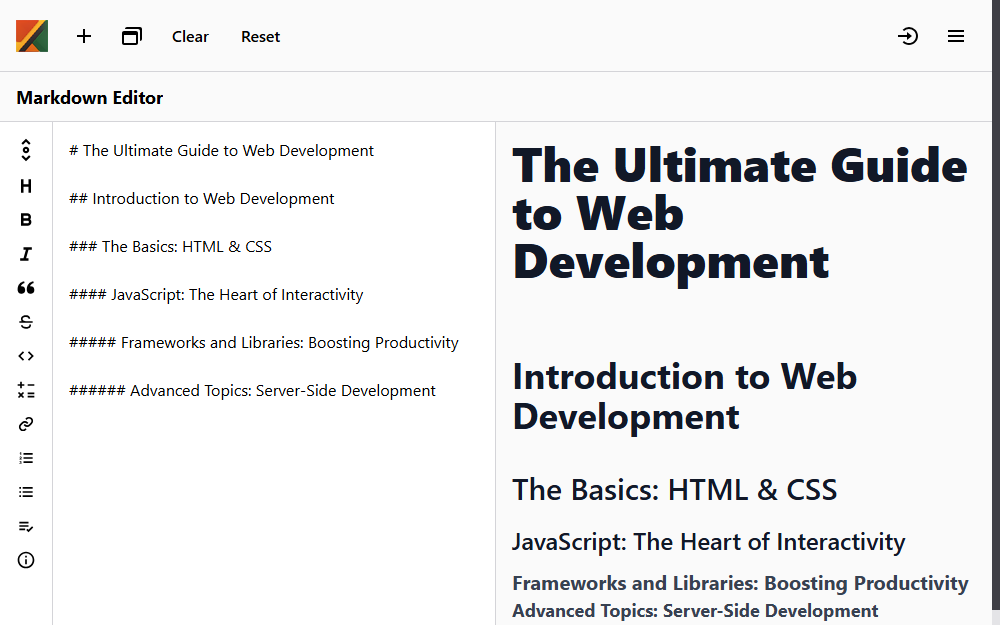 Clear Reset
Markdown Editor
# The Ultimate Guide to Web Development
## Introduction to Web Development
### The Basics: HTML & CSS
#### JavaScript: The Heart of Interactivity
##### Frameworks and Libraries: Boosting Productivity
###### Advanced Topics: Server-Side Development
The Ultimate Guide
to Web
Development
Introduction to Web
Development
The Basics: HTML & CSS
JavaScript: The Heart of Interactivity
Frameworks and Libraries: Boosting Productivity
Advanced Topics: Server-Side Development